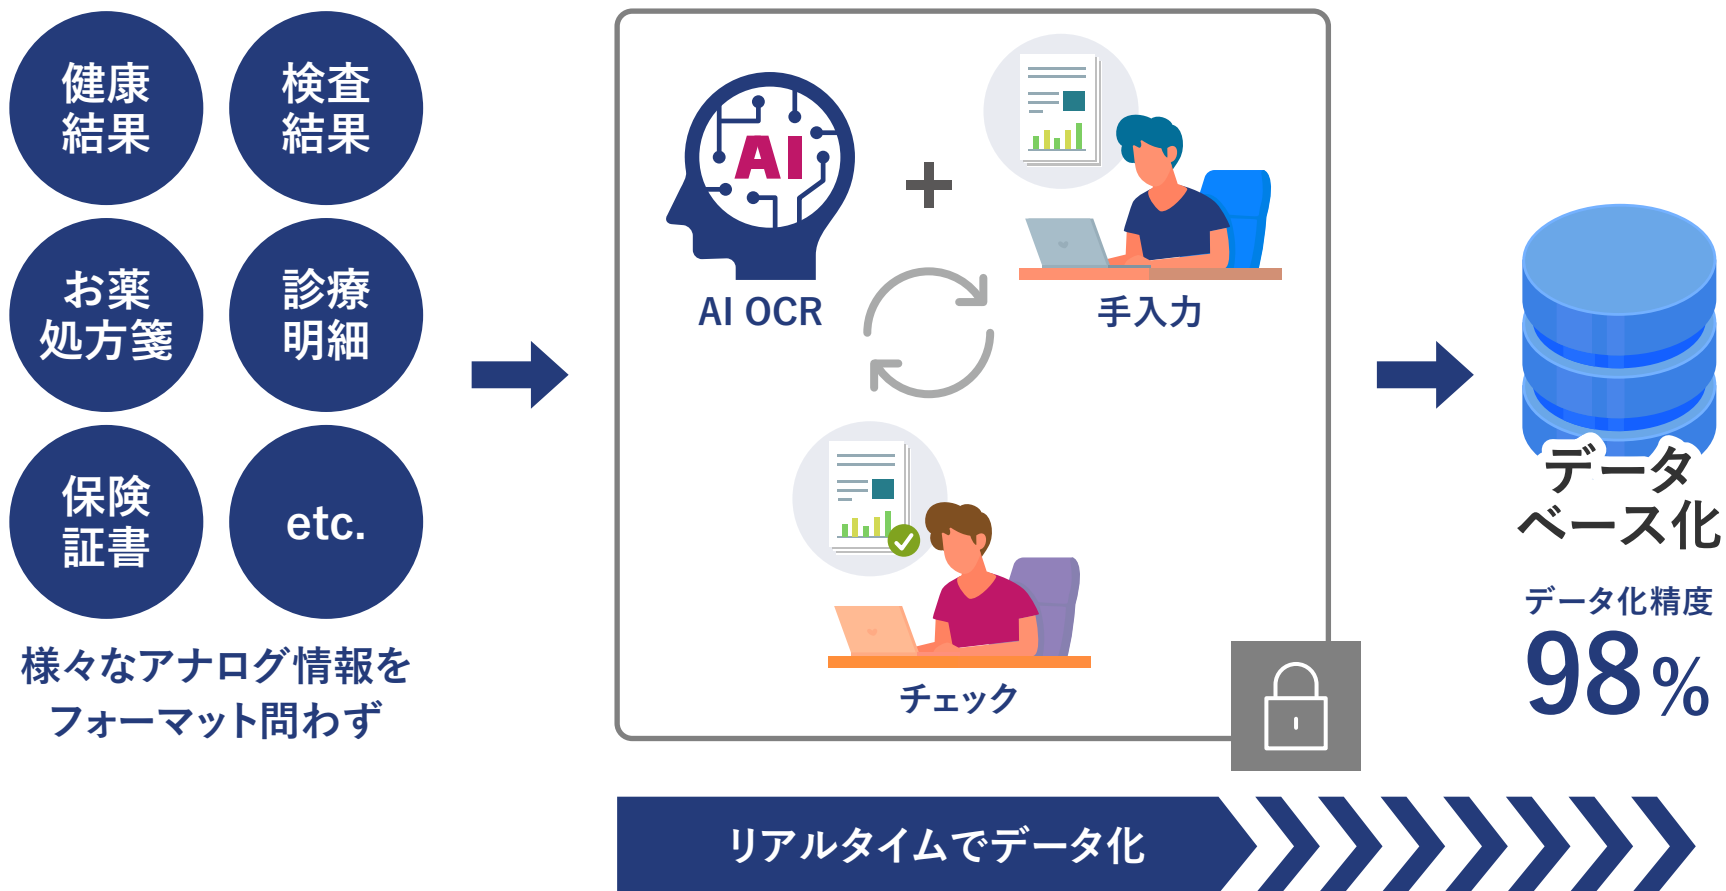 健康
結果
検査
結果
お薬
処方箋
診療
明細
保険
証書
etc.
様々なアナログ情報を
フォーマット問わず
AI
AI OCR
手入力
チェック
データ
ベース化
データ化精度
98%
リアルタイムでデータ化